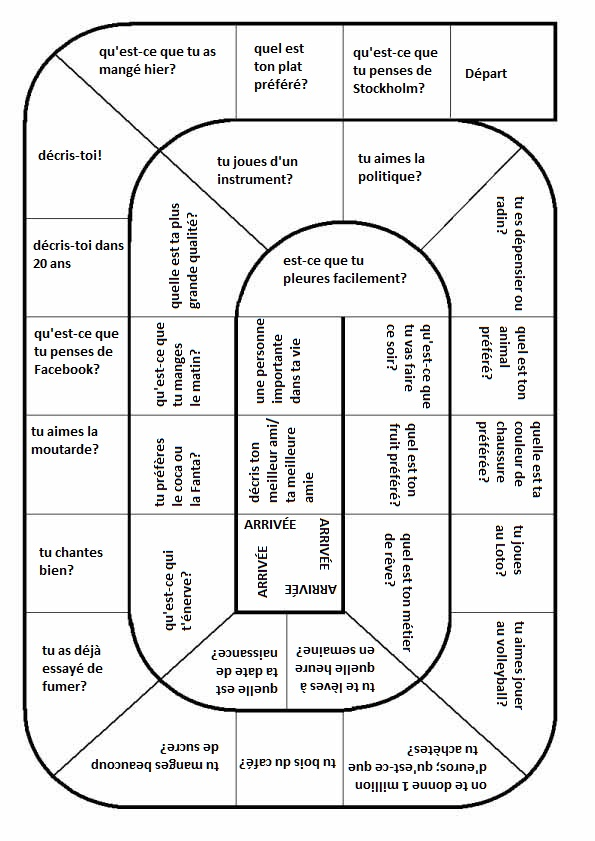 Départ
qu'est-ce que
tu penses de
Stockholm?
quel est
ton plat
préféré?
qu'est-ce que tu as
mangé hier?
décris-toi!
décris-toi dans
20 ans
qu'est-ce que
tu penses de
Facebook?
tu aimes la
moutarde?
tu chantes
bien?
tu as déjà
essayé de
fumer?
tu manges beaucoup
de sucre?
tu bois du café?
on te donne 1 million
d'euros; qu'est-ce que
tu achètes?
tu aimes jouer
au volleyball?
tu joues
au Loto?
quelle est ta
couleur de
chaussure
préférée?
quel est ton
animal
préféré?
tu es dépensier ou
radin?
tu aimes la
politique?
tu joues d'un
instrument?
quelle est ta plus
grande qualité?
qu'est-ce que
tu manges
le matin?
tu préfères
le coca ou
la Fanta?
qu'est-ce qui
t'énerve?
quelle est
ta date de
naissance?
tu te lèves à
quelle heure
en semaine?
quel est ton métier
de rêve?
quel est ton
fruit préféré?
qu'est-ce que
tu vas faire
ce soir?
est-ce que tu
pleures facilement?
une personne
importante
dans ta vie
décris ton
meilleur ami/
ta meilleure
amie
ARRIVÉE
ARRIVÉE
ARRIVÉE
ARRIVÉE